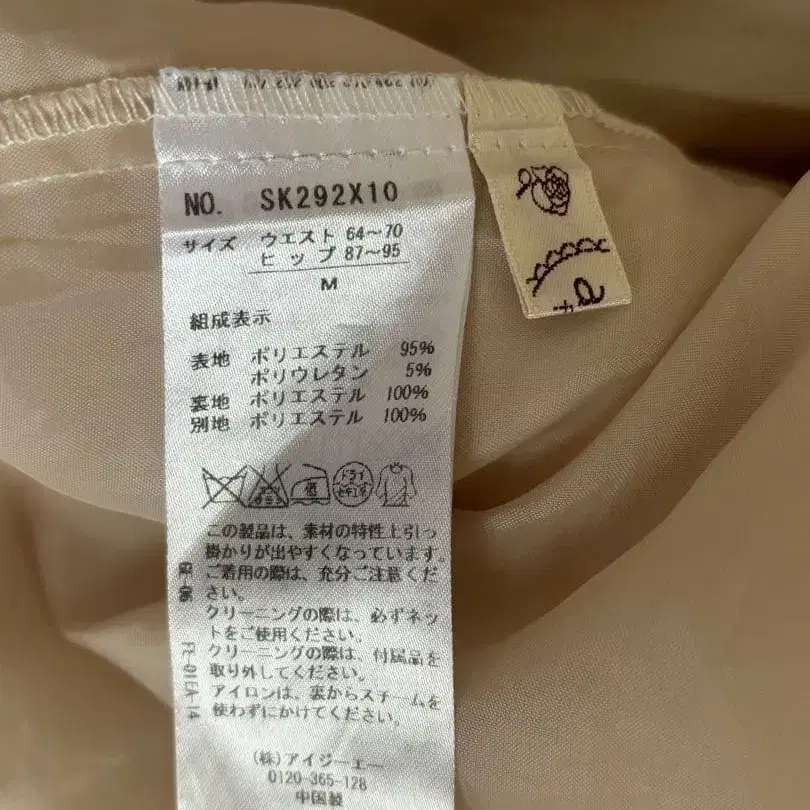 NO. SK292X10
サイズ ウエスト 64〜70
ヒップ 87〜95
M
組成表示
表地 ポリエステル 95%
ポリウレタン 5%
裏地 ポリエステル 100%
別地 ポリエステル 100%
ドライ
セキユ系
この製品は、素材の特性上引っ
掛かりが出やすくなっています。
ご着用の際は、充分ご注意くだ
さい。
クリーニングの際は、必ずネッ
トをご使用ください。
クリーニングの際は、付属品を
取り外してください。
アイロンは、裏からスチームを
使わずにかけてください。
(株)アイジーエー
0120-365-128
中国製